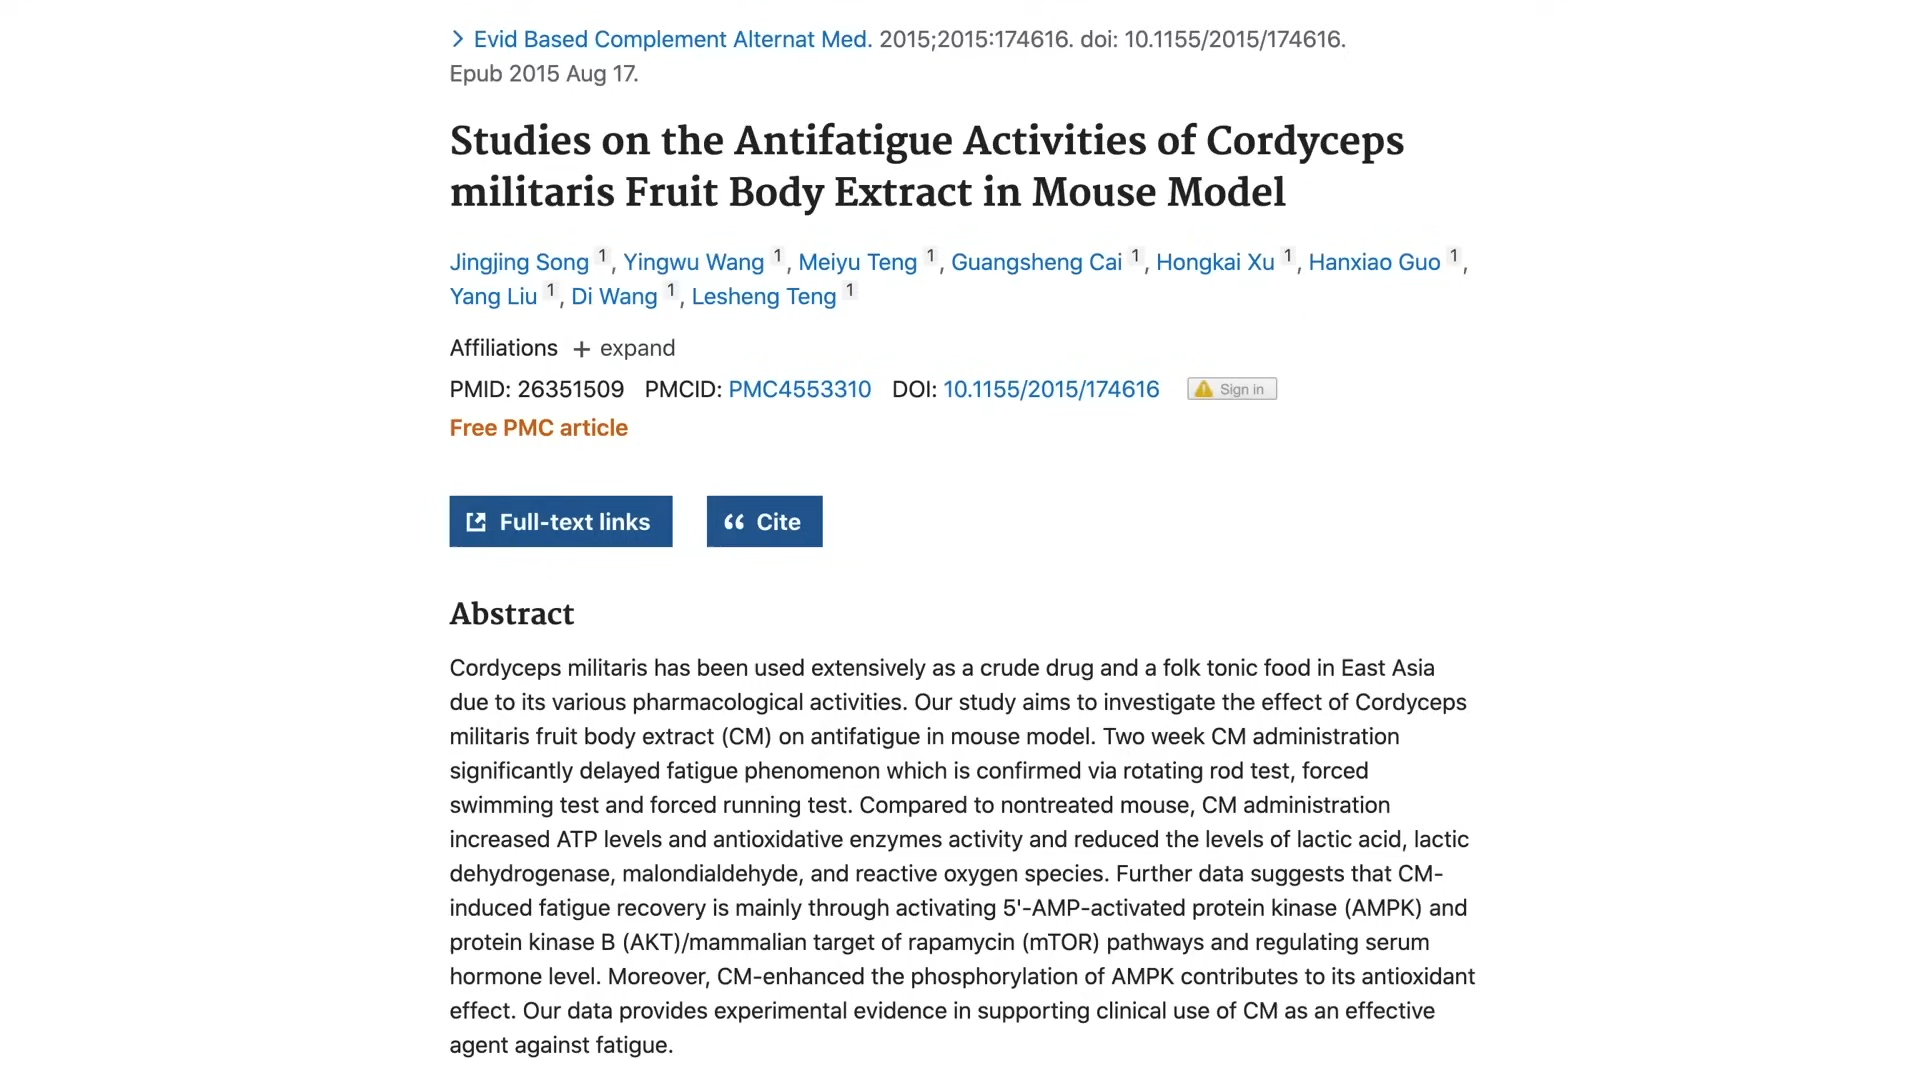 > Evid Based Complement Alternat Med. 2015;2015:174616. doi: 10.1155/2015/174616.
Epub 2015 Aug 17.
Studies on the Antifatigue Activities of Cordyceps
militaris Fruit Body Extract in Mouse Model
Jingjing Song 1, Yingwu Wang 1, Meiyu Teng 1, Guangsheng Cai 1, Hongkai Xu 1, Hanxiao Guo 1,
Yang Liu 1, Di Wang 1, Lesheng Teng 1
Affiliations + expand
PMID: 26351509 PMCID: PMC4553310 DOI: 10.1155/2015/174616 Sign in
Free PMC article
Full-text links Cite
Abstract
Cordyceps militaris has been used extensively as a crude drug and a folk tonic food in East Asia
due to its various pharmacological activities. Our study aims to investigate the effect of Cordyceps
militaris fruit body extract (CM) on antifatigue in mouse model. Two week CM administration
significantly delayed fatigue phenomenon which is confirmed via rotating rod test, forced
swimming test and forced running test. Compared to nontreated mouse, CM administration
increased ATP levels and antioxidative enzymes activity and reduced the levels of lactic acid, lactic
dehydrogenase, malondialdehyde, and reactive oxygen species. Further data suggests that CM-
induced fatigue recovery is mainly through activating 5'-AMP-activated protein kinase (AMPK) and
protein kinase B (AKT)/mammalian target of rapamycin (mTOR) pathways and regulating serum
hormone level. Moreover, CM-enhanced the phosphorylation of AMPK contributes to its antioxidant
effect. Our data provides experimental evidence in supporting clinical use of CM as an effective
agent against fatigue.